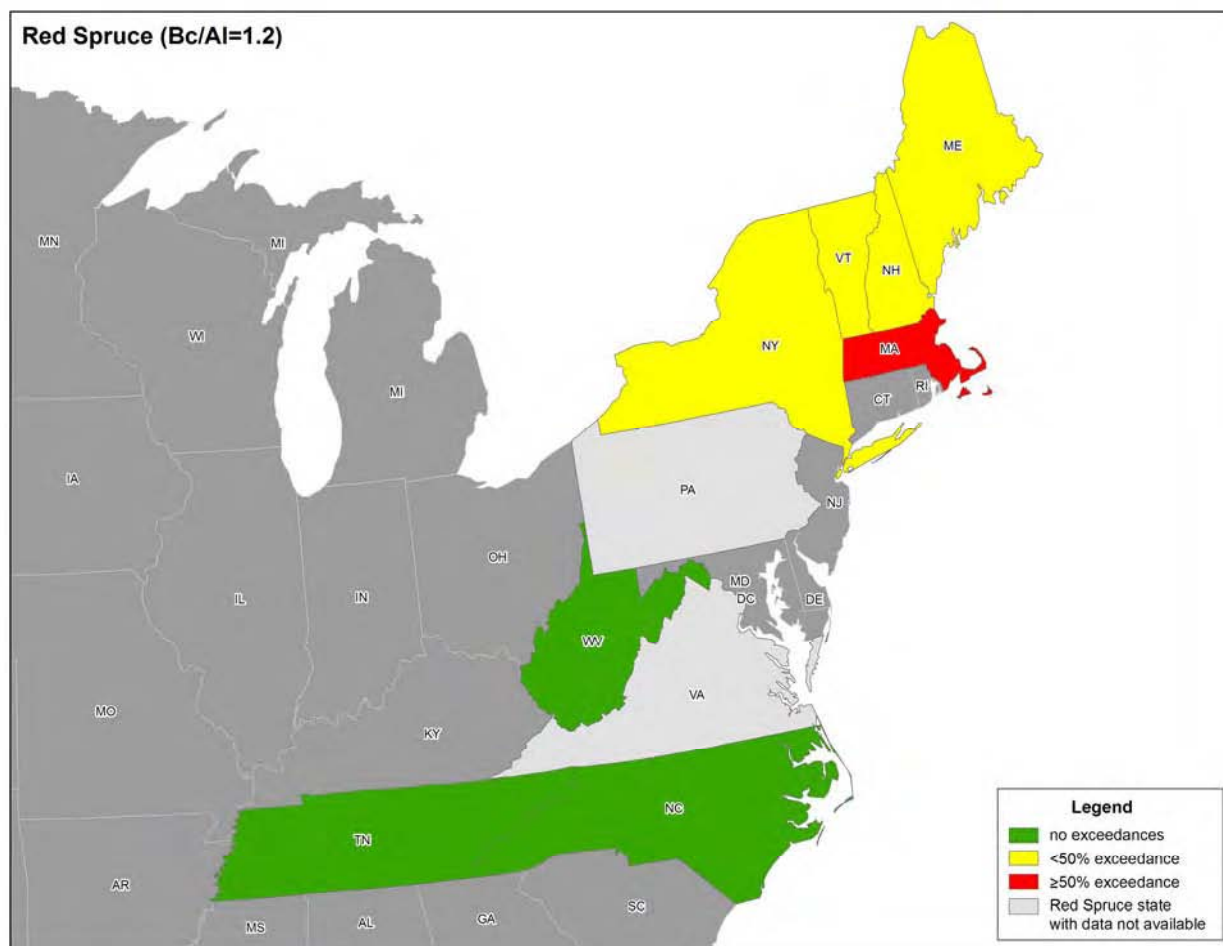 Red Spruce (Bc/Al=1.2)
ME
MN
MI
VT
NH
WI
NY
MA
MI
CT
RI
IA
PA
NJ
OH
MD
IL
IN
DC
DE
WV
VA
MO
KY
NC
TN
AR
SC
MS
AL
GA
Legend
no exceedances
<50% exceedance
≥50% exceedance
Red Spruce state
with data not available